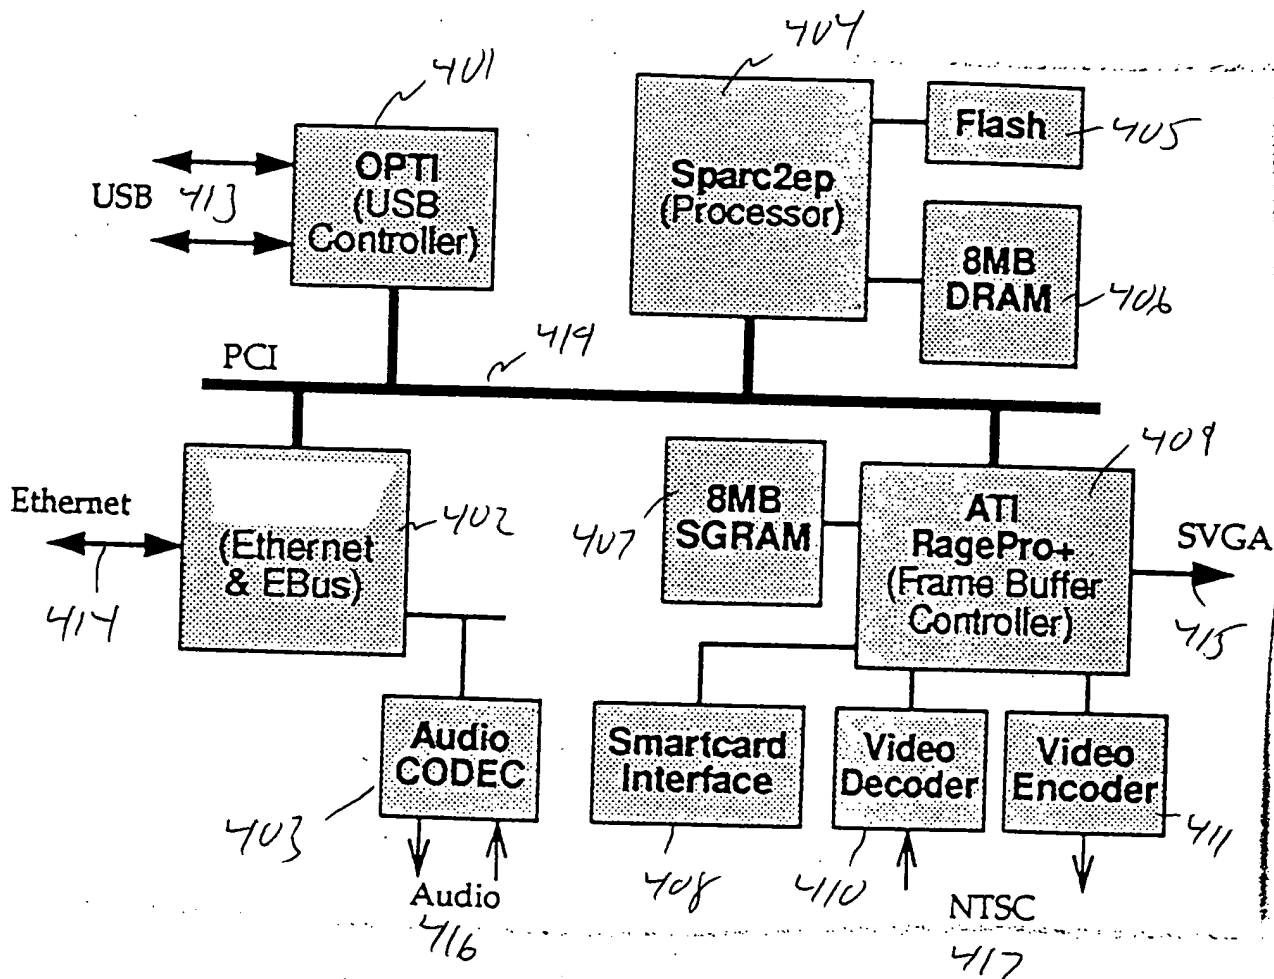 404
401
Flash
405
OPTI
(USB
Controller)
USB 413
Sparc2ep
(Processor)
8MB
DRAM
406
PCI
419
409
Ethernet
402
(Ethernet
& EBus)
414
8MB
SGRAM
407
ATI
RagePro+
(Frame Buffer
Controller)
SVGA
415
Audio
CODEC
403
Smartcard
Interface
408
Video
Decoder
410
Video
Encoder
411
Audio
416
NTSC
417